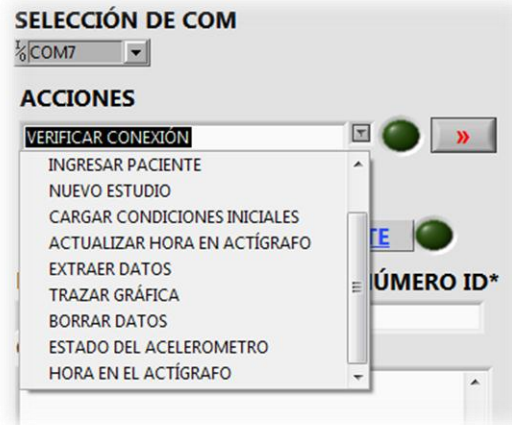 SELECCIÓN DE COM
COM7
ACCIONES
VERIFICAR CONEXIÓN
»
INGRESAR PACIENTE
NUEVO ESTUDIO
CARGAR CONDICIONES INICIALES
ACTUALIZAR HORA EN ACTÍGRAFO
TE
EXTRAER DATOS
NÚMERO ID*
TRAZAR GRÁFICA
BORRAR DATOS
ESTADO DEL ACELEROMETRO
HORA EN EL ACTÍGRAFO